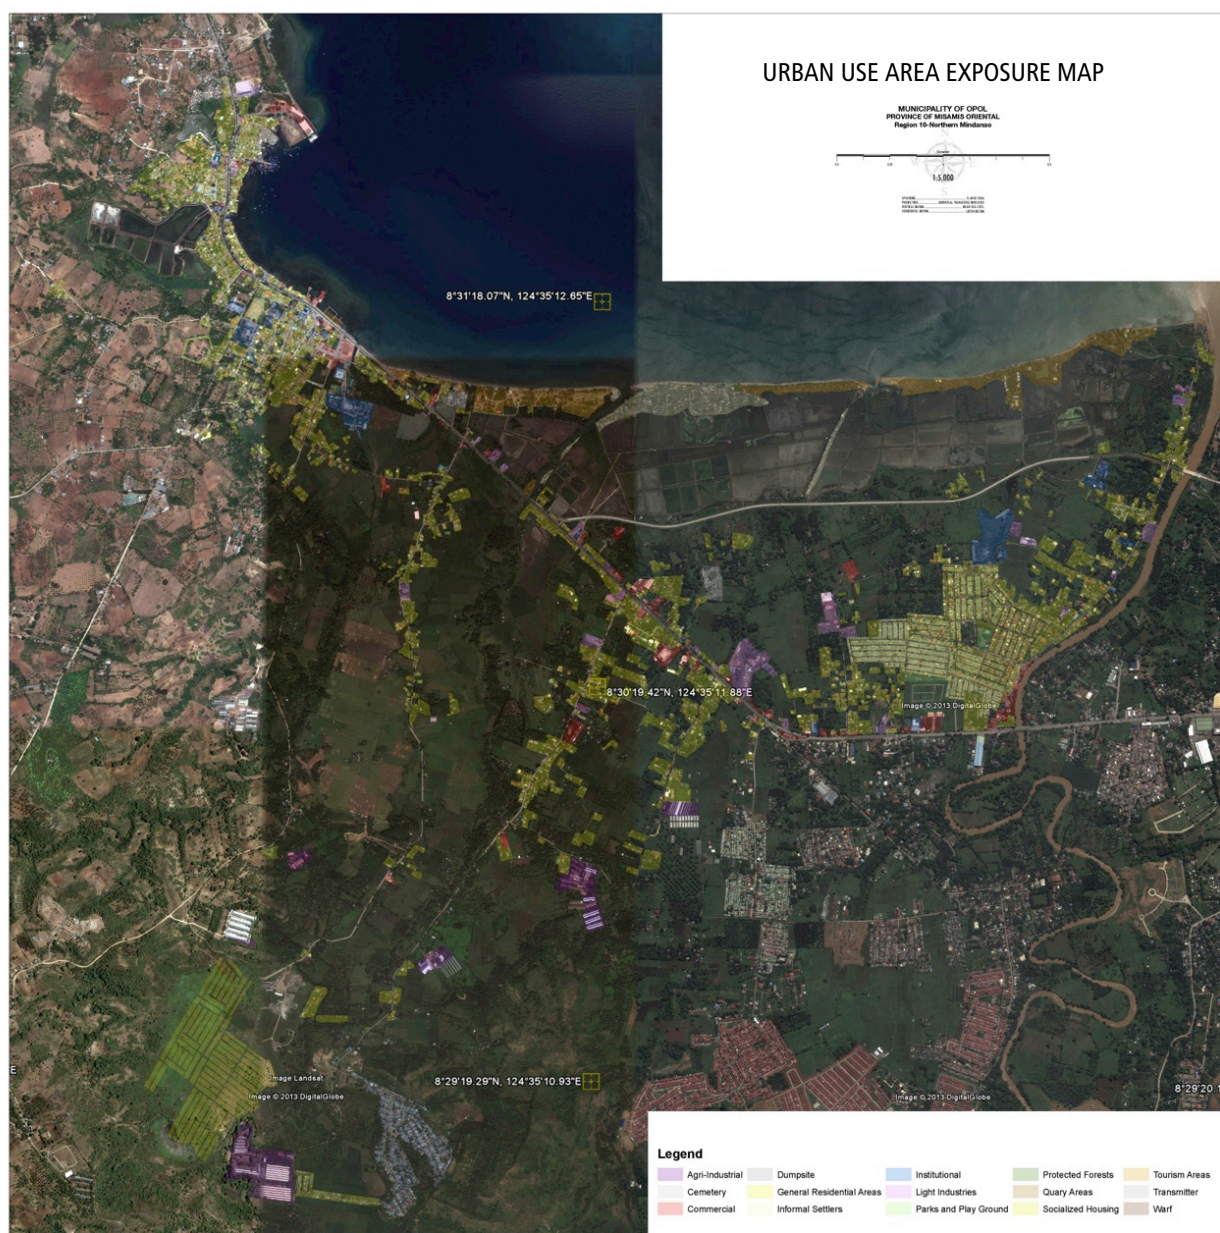 URBAN USE AREA EXPOSURE MAP
MUNICIPALITY OF OPOL
PROVINCE OF MISAMIS ORIENTAL
Region 10-Northern Mindanao
N
1:5,000
S
8°31'18.07"N, 124°35'12.65"E
8°30'19.42"N, 124°35'11.88"E
Image © 2013 DigitalGlobe
E
Image Landsat
8°29'19.29"N, 124°35'10.93"E
8°29'20.1
Image © 2013 DigitalGlobe
Image © 2013 DigitalGlobe
Legend
Agri-Industrial Dumpsite Institutional Protected Forests Tourism Areas
Cemetery General Residential Areas Light Industries Quary Areas Transmitter
Commercial Informal Settlers Parks and Play Ground Socialized Housing Warf